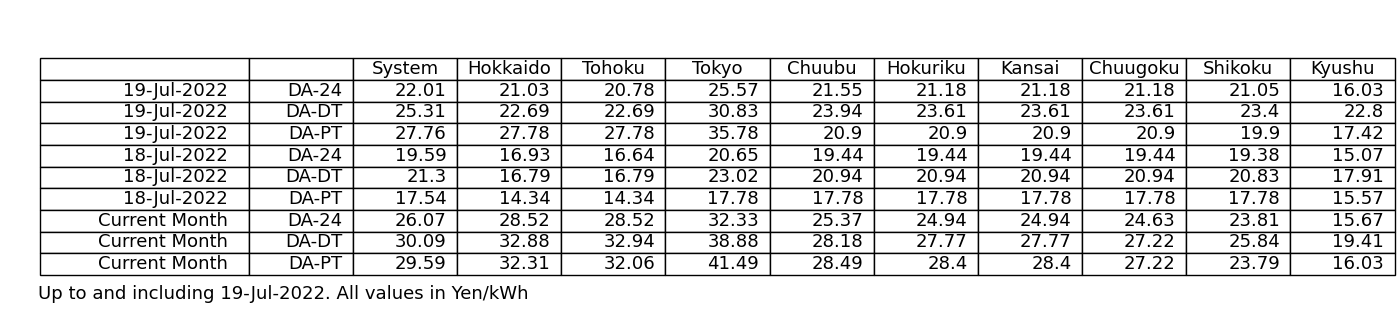 System Hokkaido Tohoku Tokyo Chuubu Hokuriku Kansai Chuugoku Shikoku Kyushu
19-Jul-2022 DA-24 22.01 21.03 20.78 25.57 21.55 21.18 21.18 21.18 21.05 16.03
19-Jul-2022 DA-DT 25.31 22.69 22.69 30.83 23.94 23.61 23.61 23.61 23.4 22.8
19-Jul-2022 DA-PT 27.76 27.78 27.78 35.78 20.9 20.9 20.9 20.9 19.9 17.42
18-Jul-2022 DA-24 19.59 16.93 16.64 20.65 19.44 19.44 19.44 19.44 19.38 15.07
18-Jul-2022 DA-DT 21.3 16.79 16.79 23.02 20.94 20.94 20.94 20.94 20.83 17.91
18-Jul-2022 DA-PT 17.54 14.34 14.34 17.78 17.78 17.78 17.78 17.78 17.78 15.57
Current Month DA-24 26.07 28.52 28.52 32.33 25.37 24.94 24.94 24.63 23.81 15.67
Current Month DA-DT 30.09 32.88 32.94 38.88 28.18 27.77 27.77 27.22 25.84 19.41
Current Month DA-PT 29.59 32.31 32.06 41.49 28.49 28.4 28.4 27.22 23.79 16.03
Up to and including 19-Jul-2022. All values in Yen/kWh